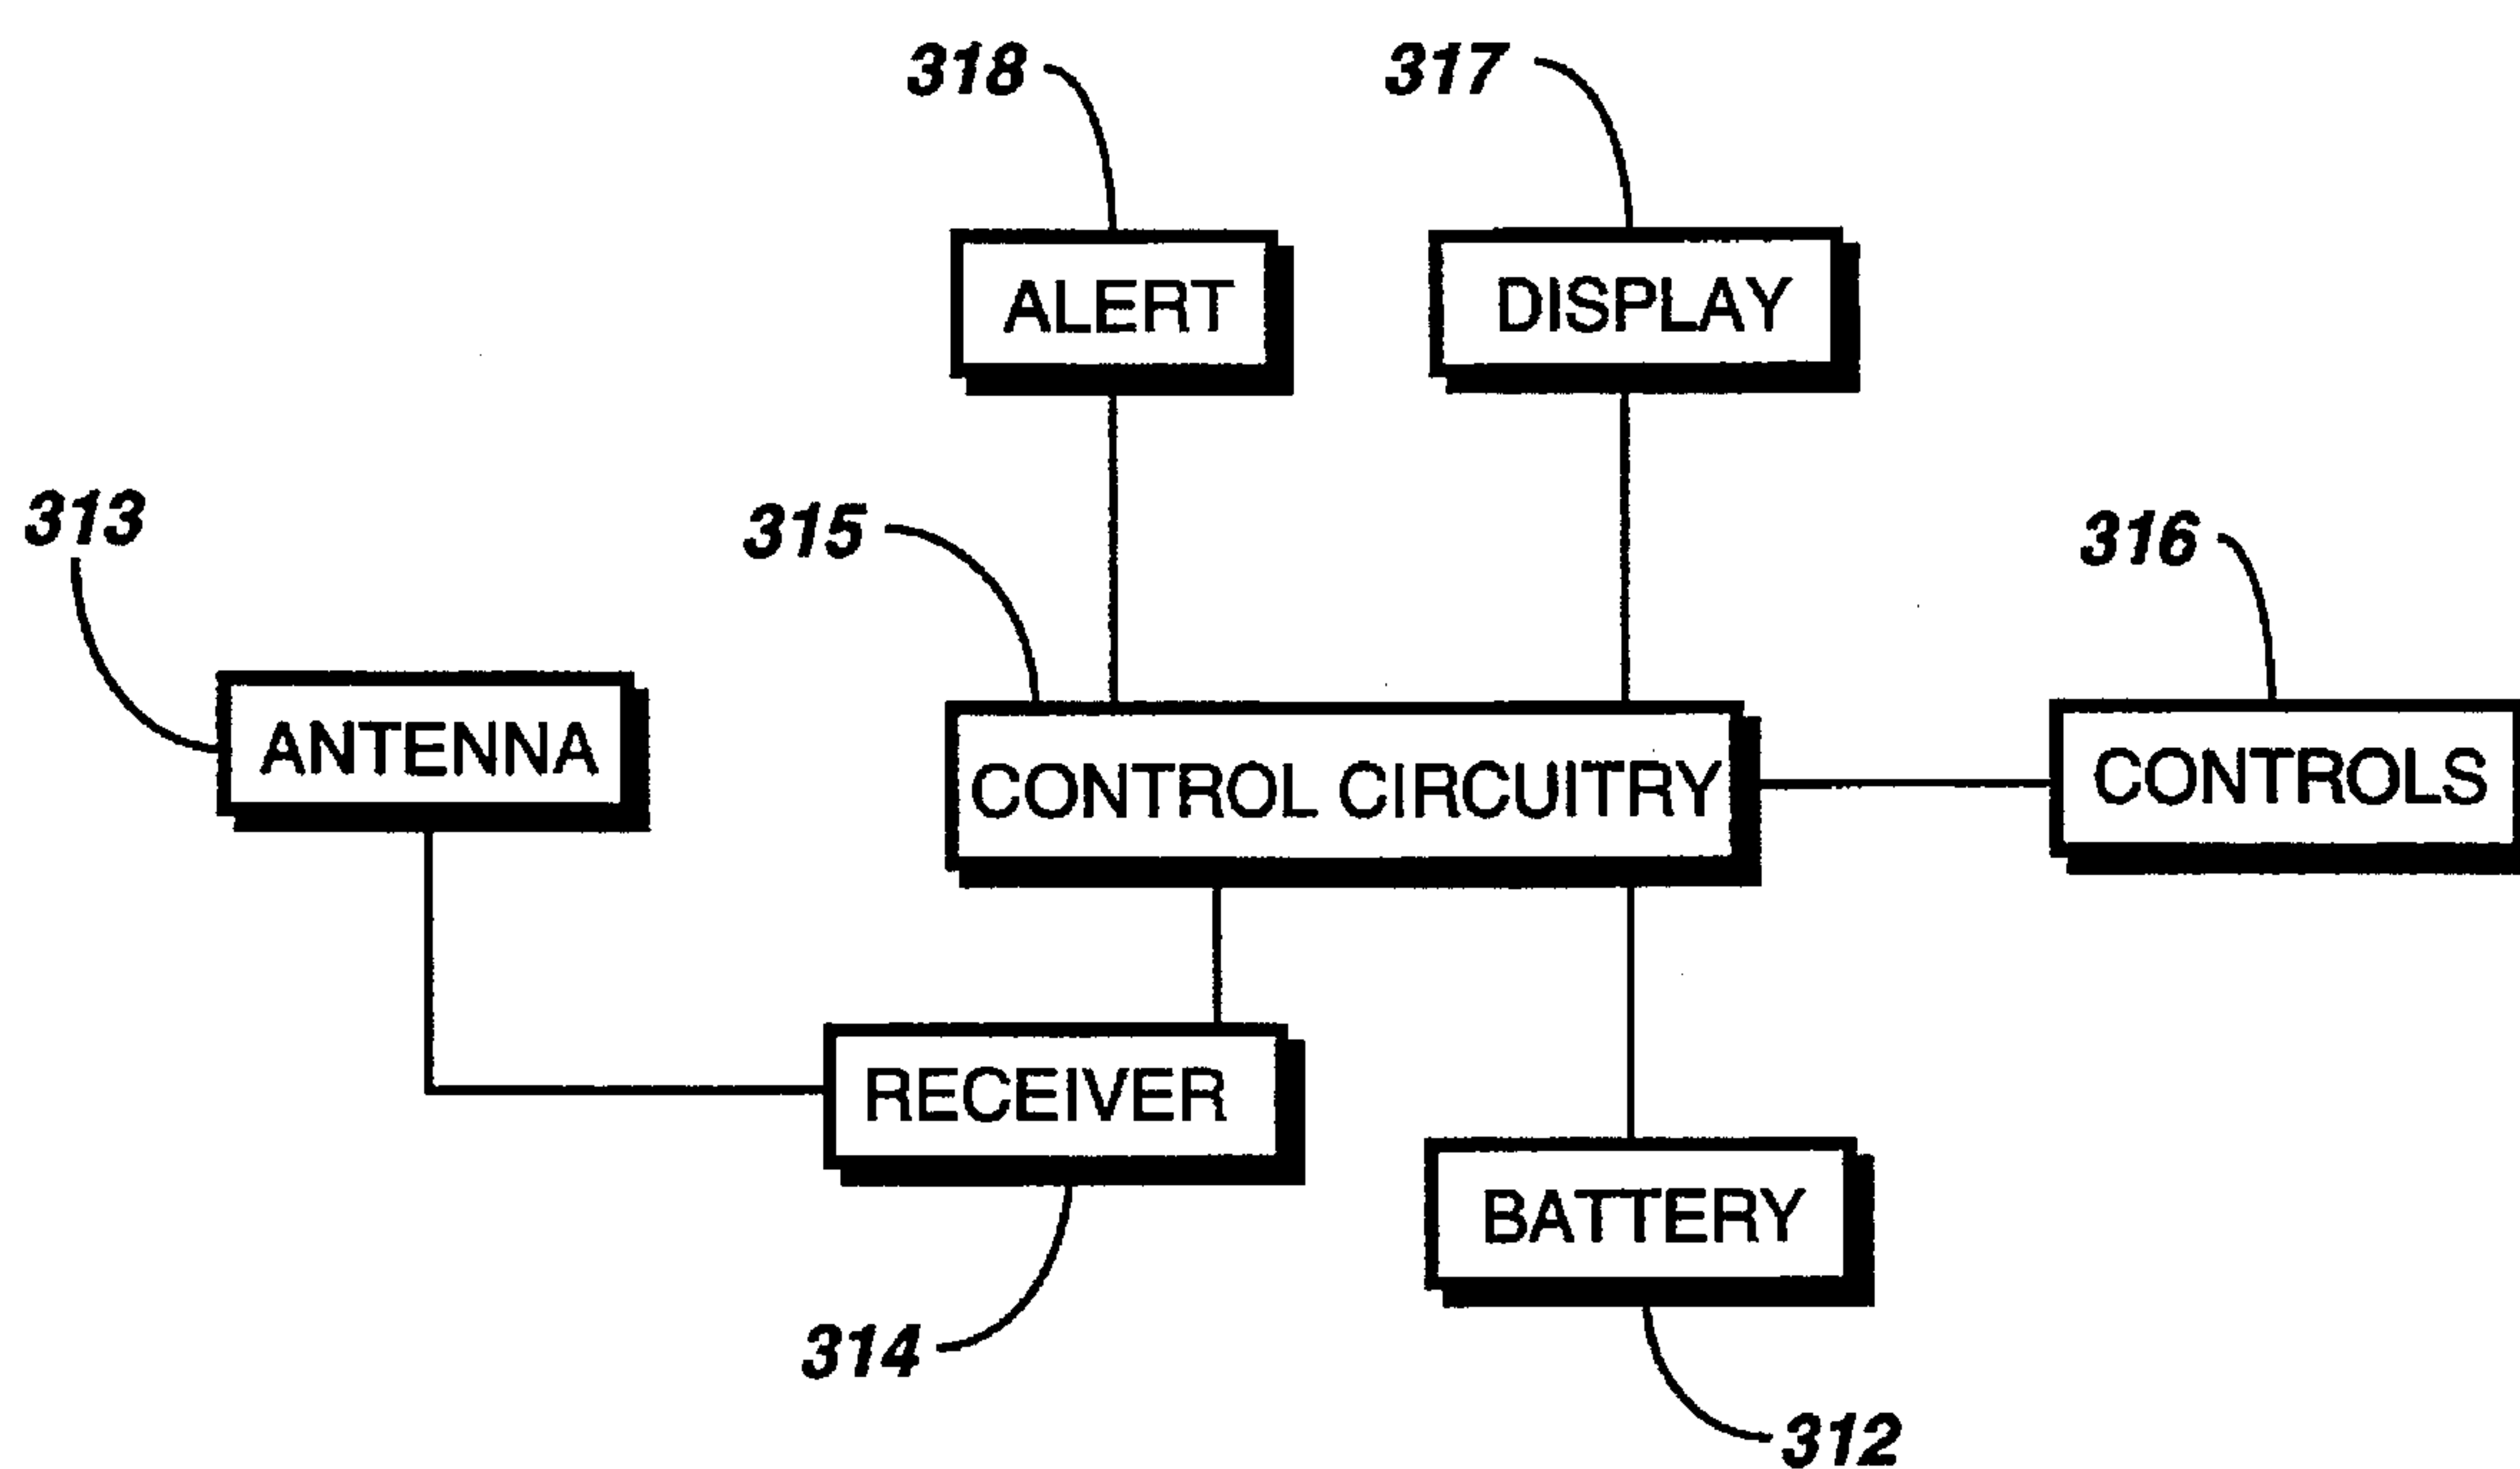 318
317
ALERT
DISPLAY
313
315
316
ANTENNA
CONTROL CIRCUITRY
CONTROLS
RECEIVER
BATTERY
314
312